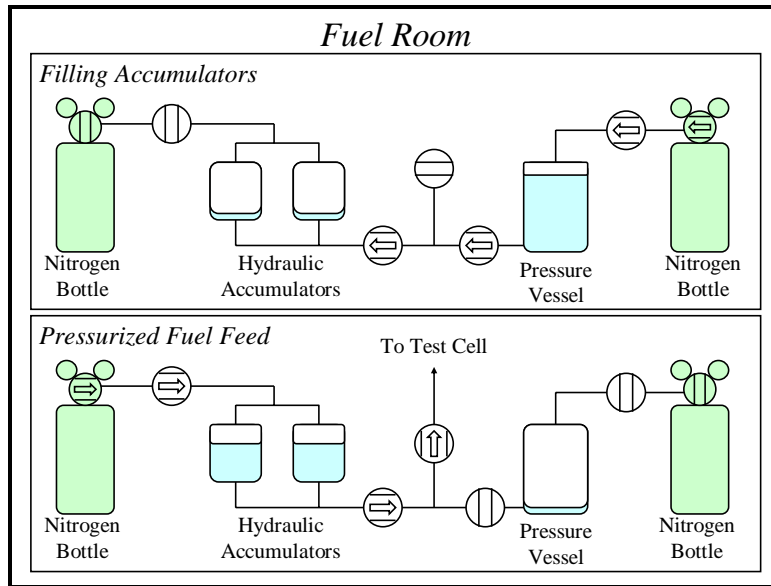 Fuel Room
Filling Accumulators
Nitrogen
Bottle
Hydraulic
Accumulators
Pressure
Vessel
Nitrogen
Bottle
Pressurized Fuel Feed
To Test Cell
Nitrogen
Bottle
Hydraulic
Accumulators
Pressure
Vessel
Nitrogen
Bottle